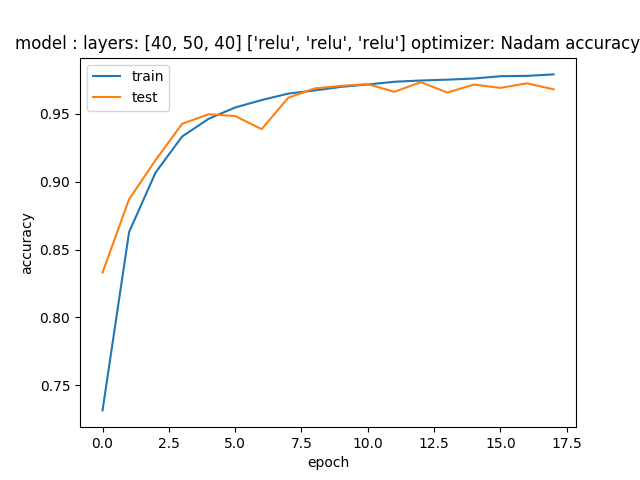 model : layers: [40, 50, 40] ['relu', 'relu', 'relu'] optimizer: Nadam accuracy
train
test
0.95
0.90
0.85
0.80
0.75
accuracy
0.0 2.5 5.0 7.5 10.0 12.5 15.0 17.5
epoch